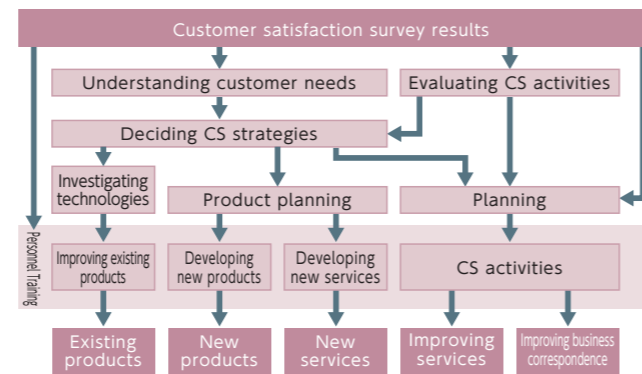 Customer satisfaction survey results
Understanding customer needs
Evaluating CS activities
Deciding CS strategies
Investigating
technologies
Product planning
Planning
Personnel Training
Improving existing
products
Developing
new products
Developing
new services
CS activities
Existing
products
New
products
New
services
Improving
services
Improving business
correspondence